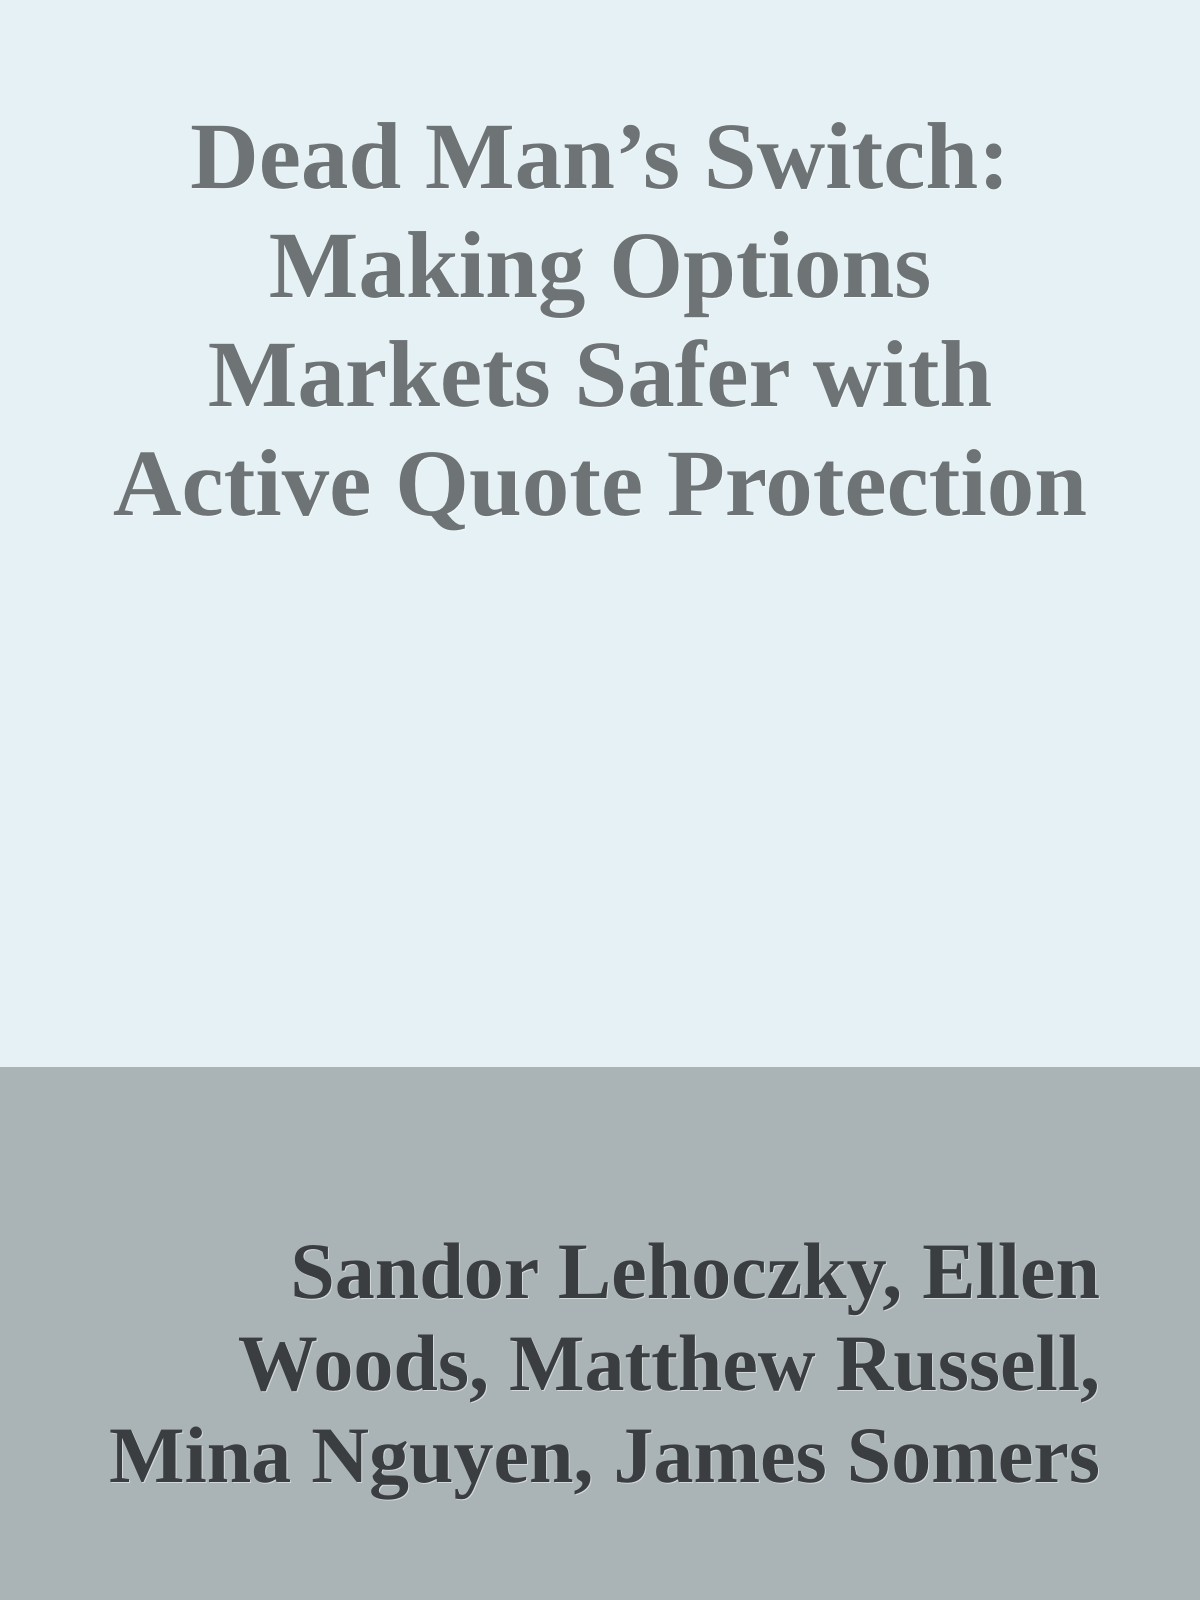 Dead Man’s Switch:
Making Options
Markets Safer with
Active Quote Protection
Sandor Lehoczky, Ellen
Woods, Matthew Russell,
Mina Nguyen, James Somers